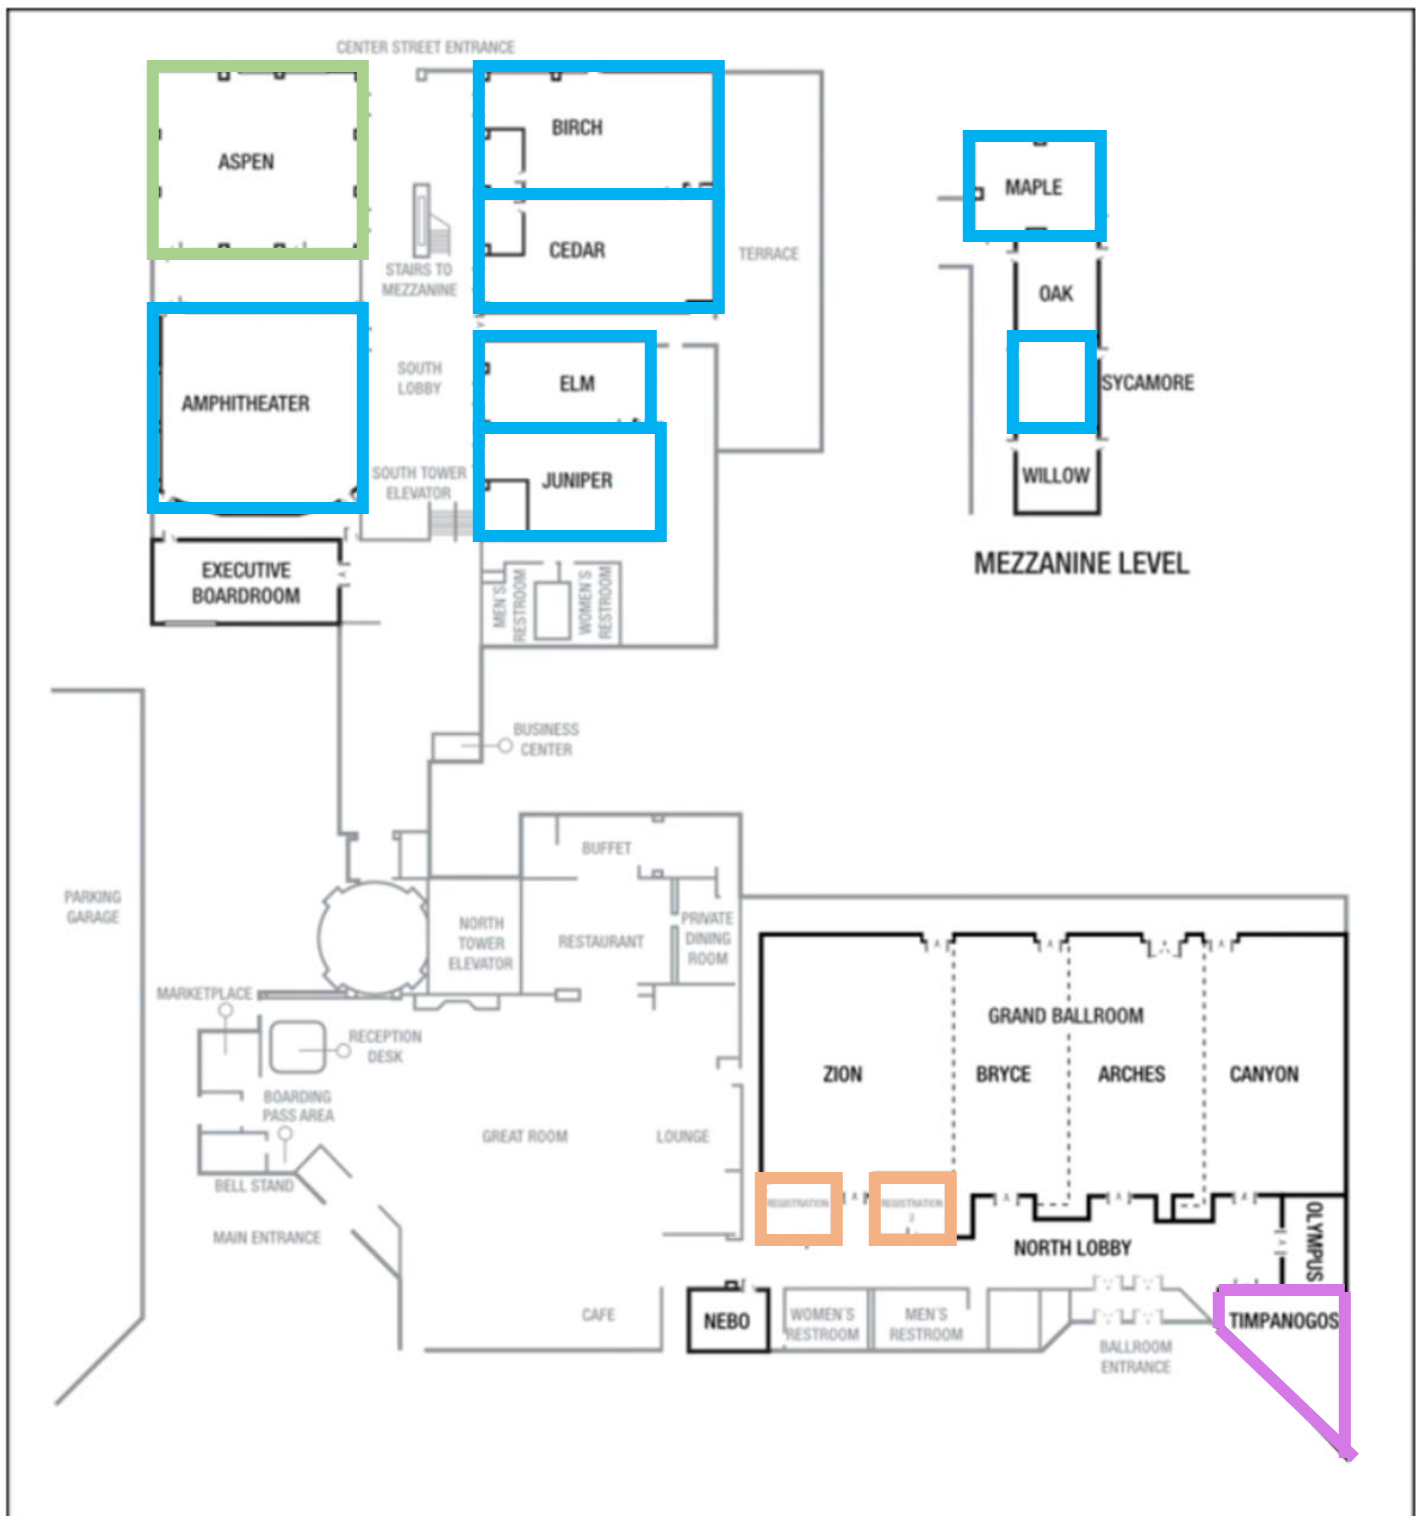 CENTER STREET ENTRANCE
ASPEN
BIRCH
CEDAR
TERRACE
STAIRS TO
MEZZANINE
AMPHITHEATER
SOUTH
LOBBY
ELM
SOUTH TOWER
ELEVATOR
JUNIPER
EXECUTIVE
BOARDROOM
MEN'S
RESTROOM
WOMEN'S
RESTROOM
MAPLE
OAK
SYCAMORE
WILLOW
MEZZANINE LEVEL
BUSINESS
CENTER
PARKING
GARAGE
BUFFET
NORTH
TOWER
ELEVATOR
RESTAURANT
PRIVATE
DINING
ROOM
MARKETPLACE
RECEPTION
DESK
BOARDING
PASS AREA
BELL STAND
MAIN ENTRANCE
GREAT ROOM
LOUNGE
GRAND BALLROOM
ZION
BRYCE
ARCHES
CANYON
REGISTRATION
REGISTRATION
2
NORTH LOBBY
OLYMPUS
CAFE
NEBO
WOMEN'S
RESTROOM
MEN'S
RESTROOM
BALLROOM
ENTRANCE
TIMPANOGOS